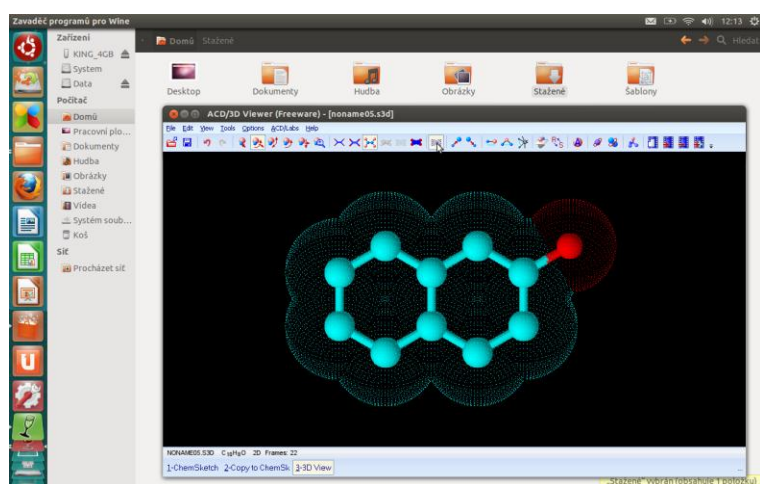 Zavaděč programů pro Wine
12:13
Zařízení
KING_4GB
System
Data
Počítač
Domů
Pracovní plo...
Dokumenty
Hudba
Obrázky
Stažené
Videa
Systém soub...
Koš
Síť
Procházet síť
Domů Stažené
Hledat
Desktop Dokumenty Hudba Obrázky Stažené Šablony
ACD/3D Viewer (Freeware) - [noname05.s3d]
File Edit View Tools Options ACD/Labs Help
NONAME05.S3D C₁₀H₈O 2D Frames: 22
1-ChemSketch 2-Copy to ChemSk 3-3D View
„Stažené“ vybrán (obsahuje 1 položku)